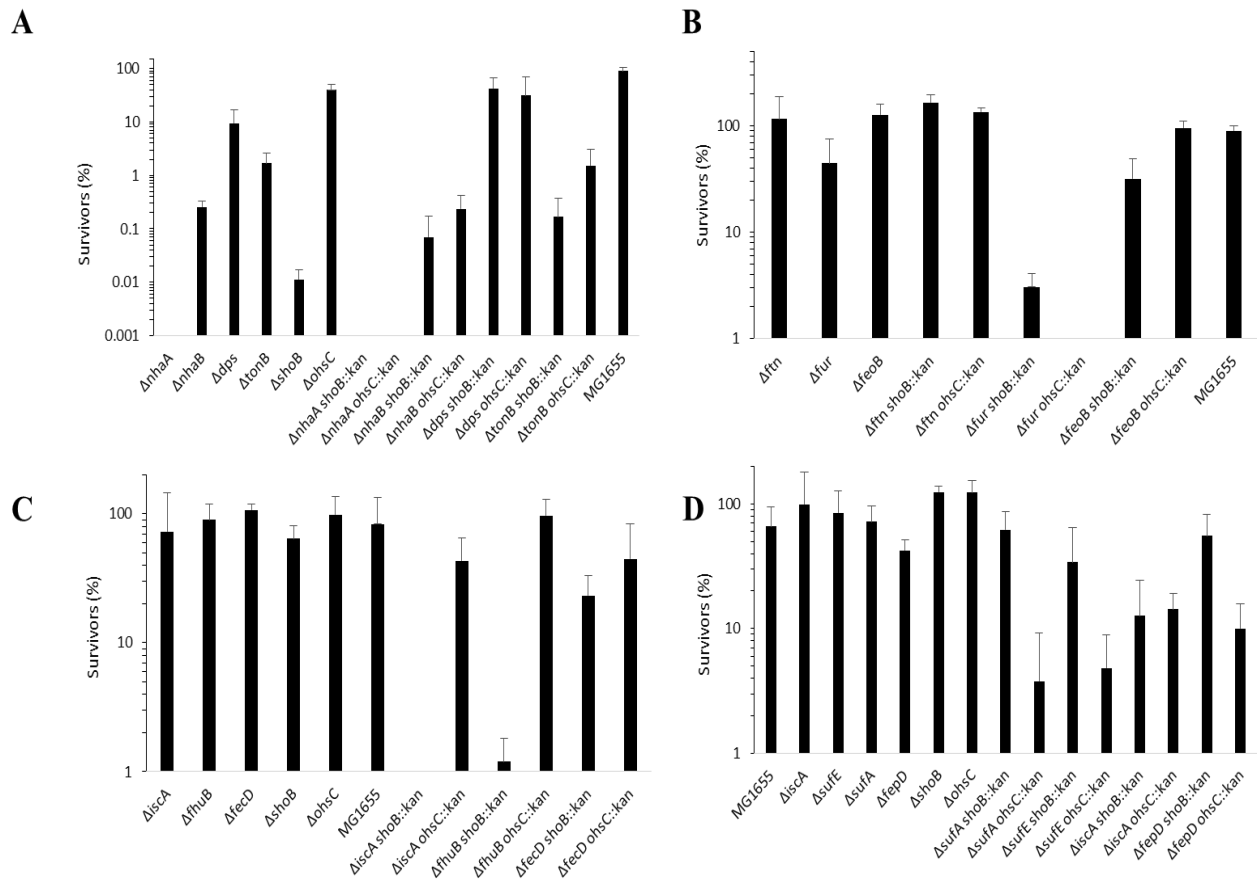 A
Survivors (%)
100
10
1
0.1
0.01
0.001
ΔnhaA
ΔnhaB
Δdps
ΔtonB
ΔshoB
ΔohsC
ΔnhaA shoB::kan
ΔnhaA ohsC::kan
ΔnhaB shoB::kan
ΔnhaB ohsC::kan
Δdps shoB::kan
Δdps ohsC::kan
ΔtonB shoB::kan
ΔtonB ohsC::kan
MG1655
B
Survivors (%)
100
10
1
Δftn
Δfur
ΔfeoB
Δftn shoB::kan
Δftn ohsC::kan
Δfur shoB::kan
Δfur ohsC::kan
ΔfeoB shoB::kan
ΔfeoB ohsC::kan
MG1655
C
Survivors (%)
100
10
1
ΔiscA
ΔfhuB
ΔfecD
ΔshoB
ΔohsC
MG1655
ΔiscA shoB::kan
ΔiscA ohsC::kan
ΔfhuB shoB::kan
ΔfhuB ohsC::kan
ΔfecD shoB::kan
ΔfecD ohsC::kan
D
Survivors (%)
100
10
1
MG1655
ΔiscA
ΔsufE
ΔsufA
ΔfepD
ΔshoB
ΔohsC
ΔsufA shoB::kan
ΔsufA ohsC::kan
ΔsufE shoB::kan
ΔsufE ohsC::kan
ΔiscA shoB::kan
ΔiscA ohsC::kan
ΔfepD shoB::kan
ΔfepD ohsC::kan